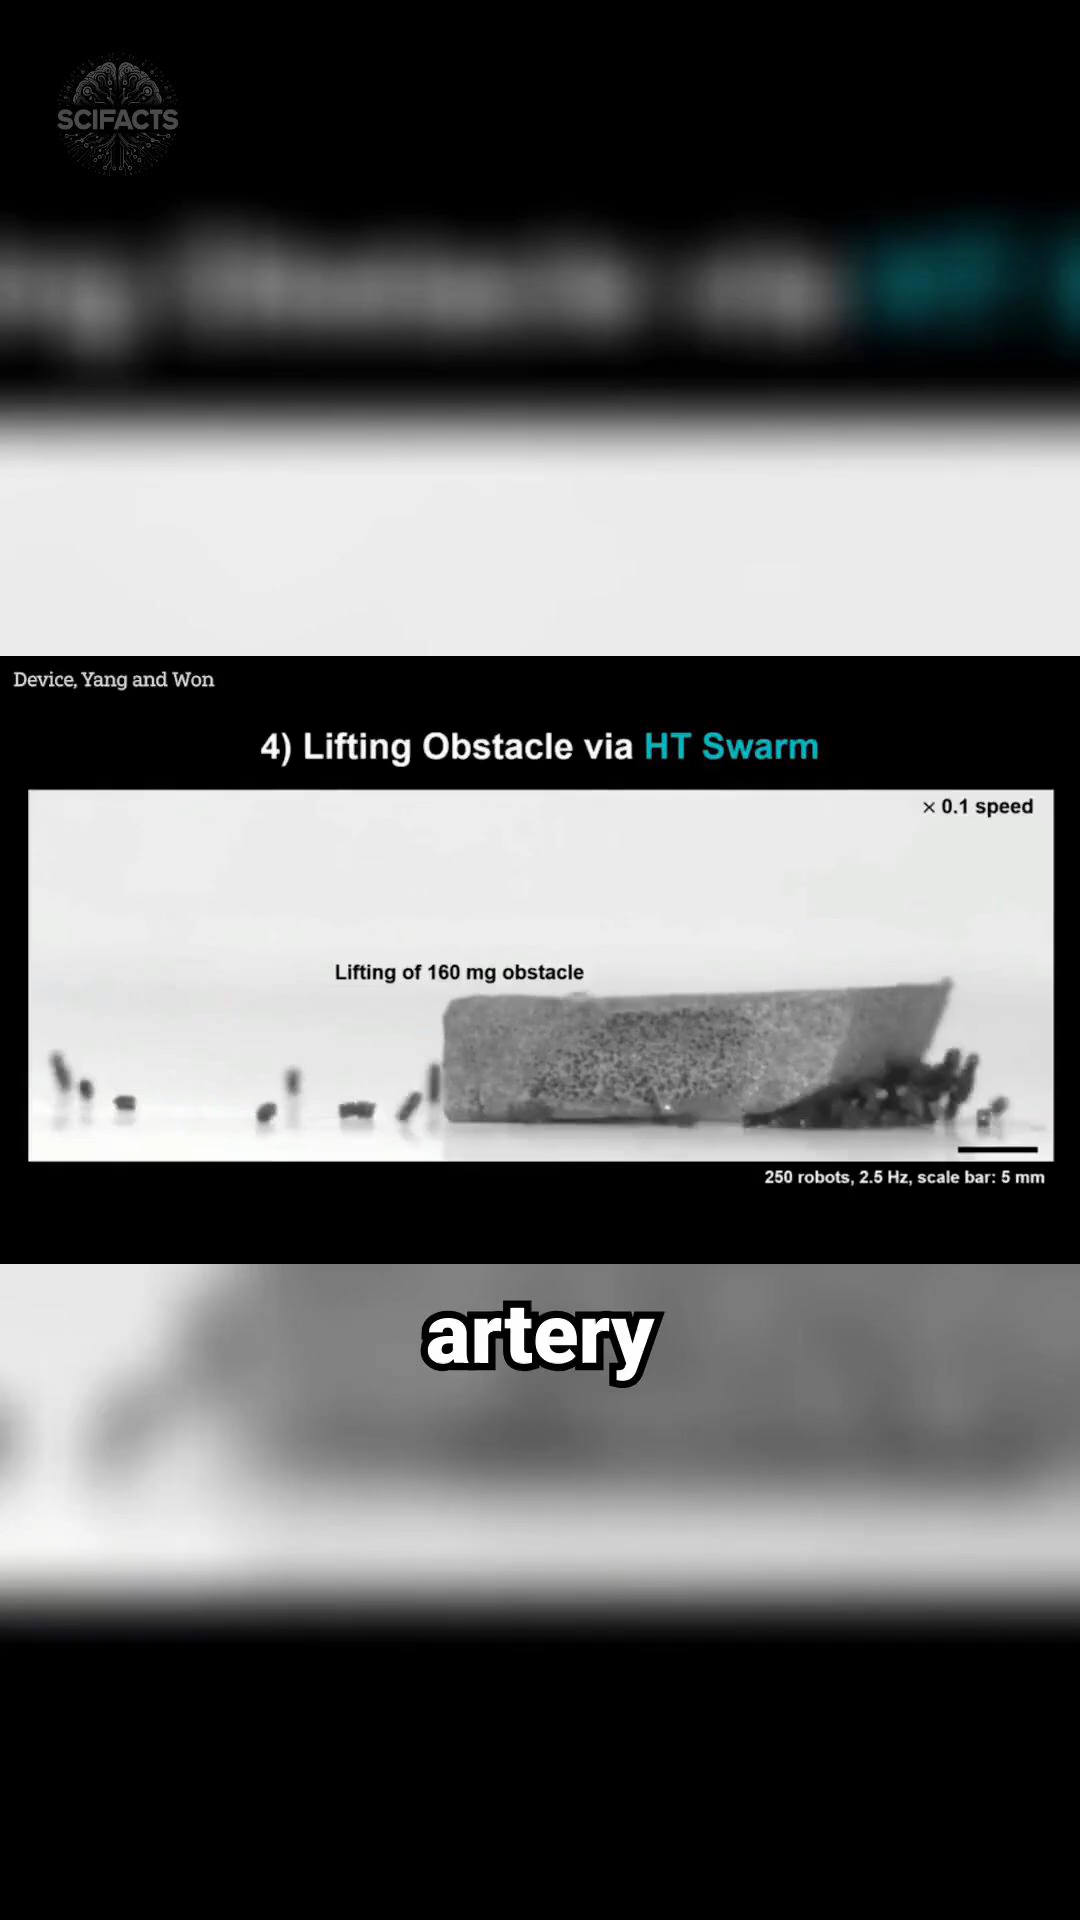 SCIFACTS
Device, Yang and Won
4) Lifting Obstacle via HT Swarm
× 0.1 speed
Lifting of 160 mg obstacle
250 robots, 2.5 Hz, scale bar: 5 mm
artery